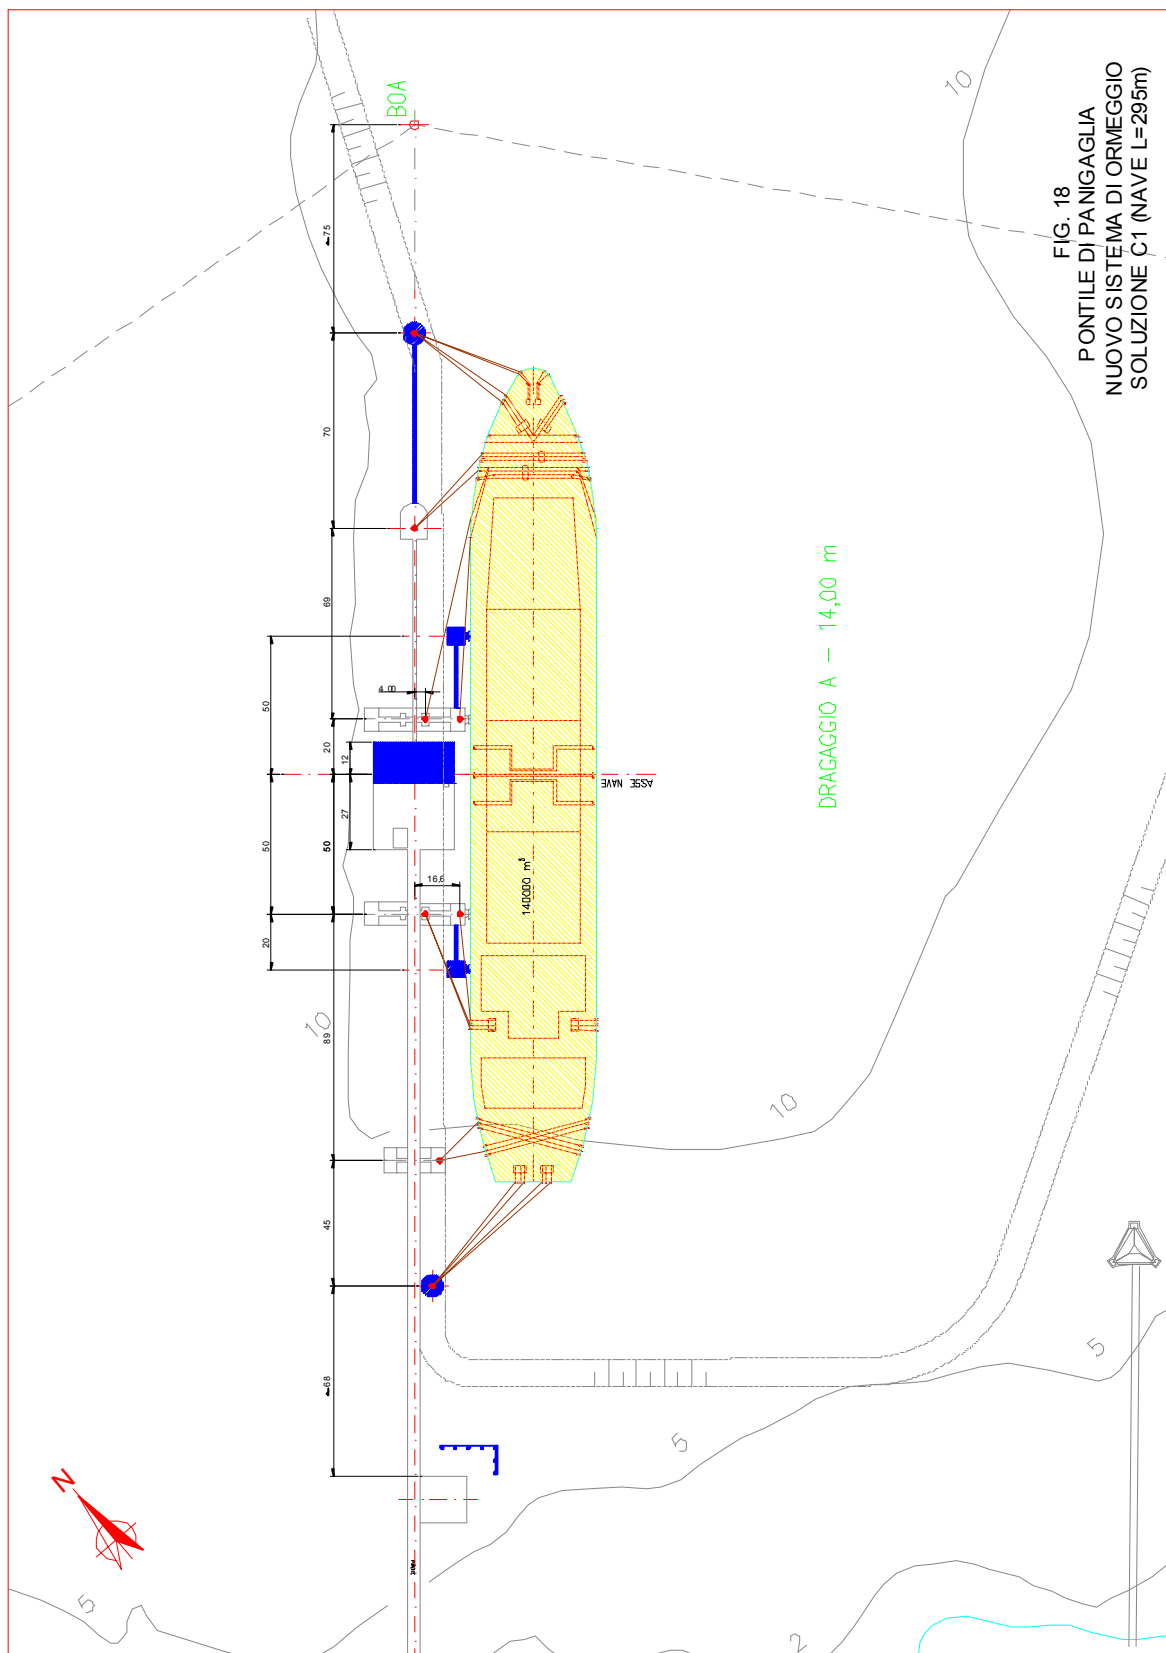 FIG. 18
PONTILE DI PANIGAGLIA
NUOVO SISTEMA DI ORMEGGIO
SOLUZIONE C1 (NAVE L=295m)
BOA
10
75
70
69
4,00
50
20
12
ASSE NAVE
27
50
50
16,6
140000 m³
20
DRAGAGGIO A - 14,00 m
10
89
10
45
68
5
5
N
5
2